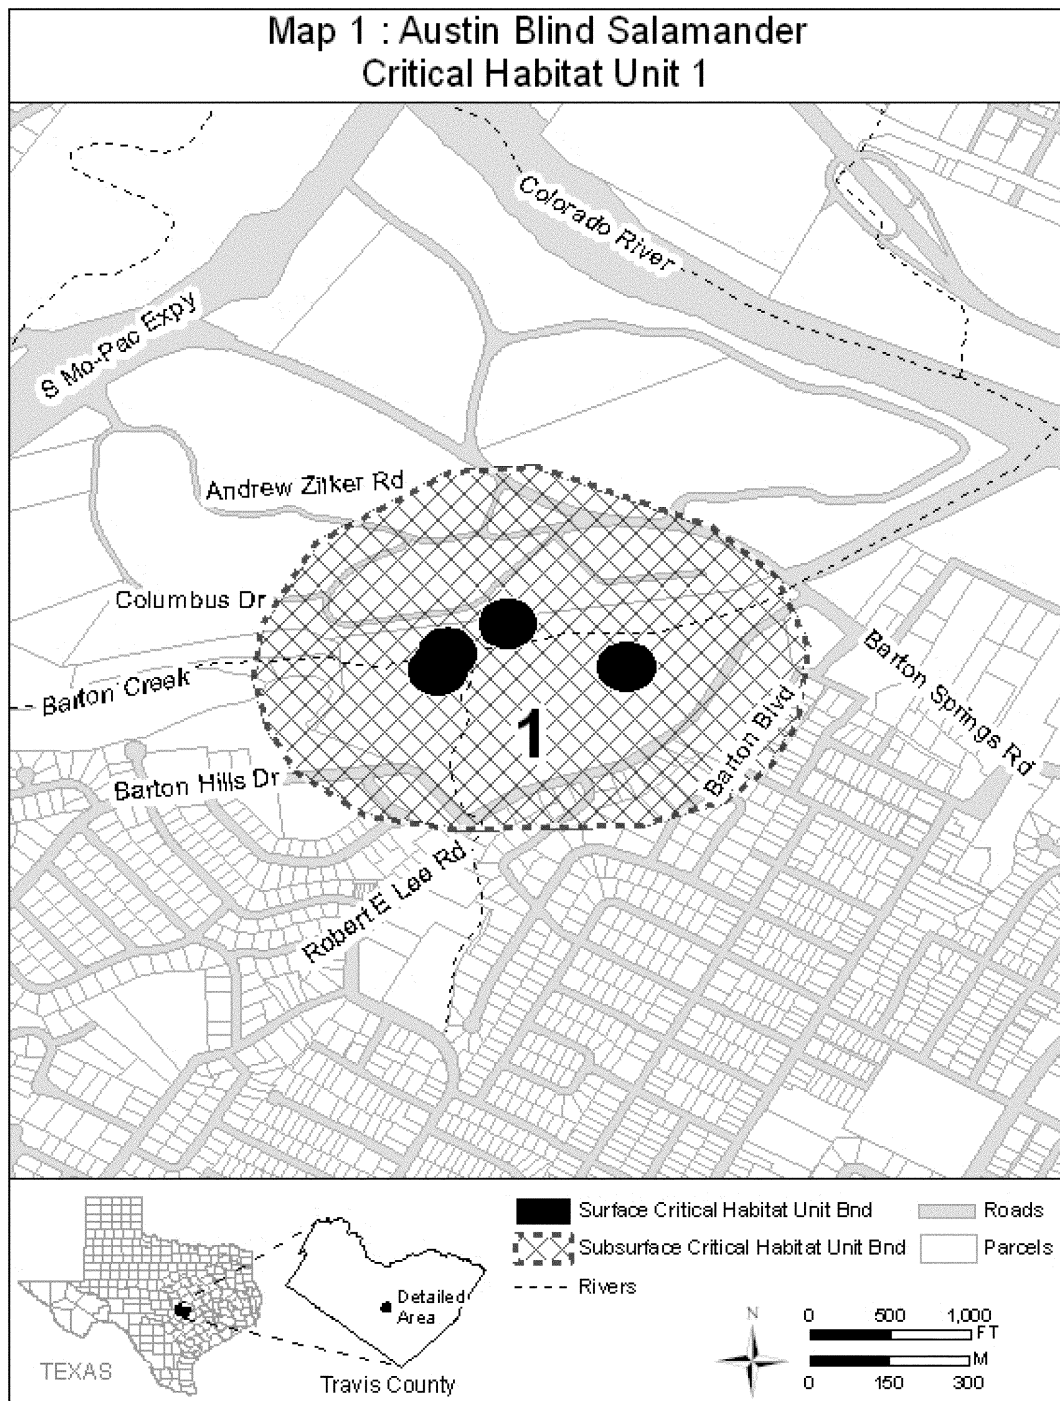 Map 1 : Austin Blind Salamander
Critical Habitat Unit 1
Colorado River
S Mo-Pac Expy
Andrew Zilker Rd
Columbus Dr
Barton Creek
Barton Springs Rd
1
Barton Blvd
Barton Hills Dr
Robert E Lee Rd
Surface Critical Habitat Unit Bnd
Roads
Subsurface Critical Habitat Unit Bnd
Parcels
Rivers
Detailed
Area
TEXAS
Travis County
N
0 500 1,000
FT
M
0 150 300